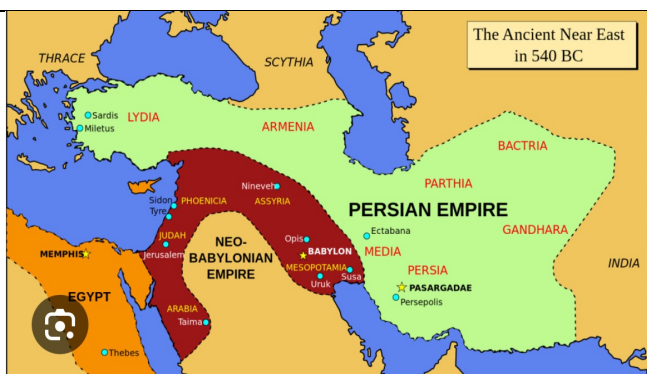 The Ancient Near East
in 540 BC
THRACE
SCYTHIA
Sardis
LYDIA
Miletus
ARMENIA
BACTRIA
PARTHIA
Nineveh
Sidon
PHOENICIA
ASSYRIA
Tyre
PERSIAN EMPIRE
GANDHARA
Ectabana
JUDAH
Opis
NEO-
BABYLONIAN
EMPIRE
BABYLON
MEDIA
MEMPHIS
Jerusalem
INDIA
MESOPOTAMIA
Susa
PERSIA
Uruk
PASARGADAE
EGYPT
Persepolis
ARABIA
Taima
Thebes